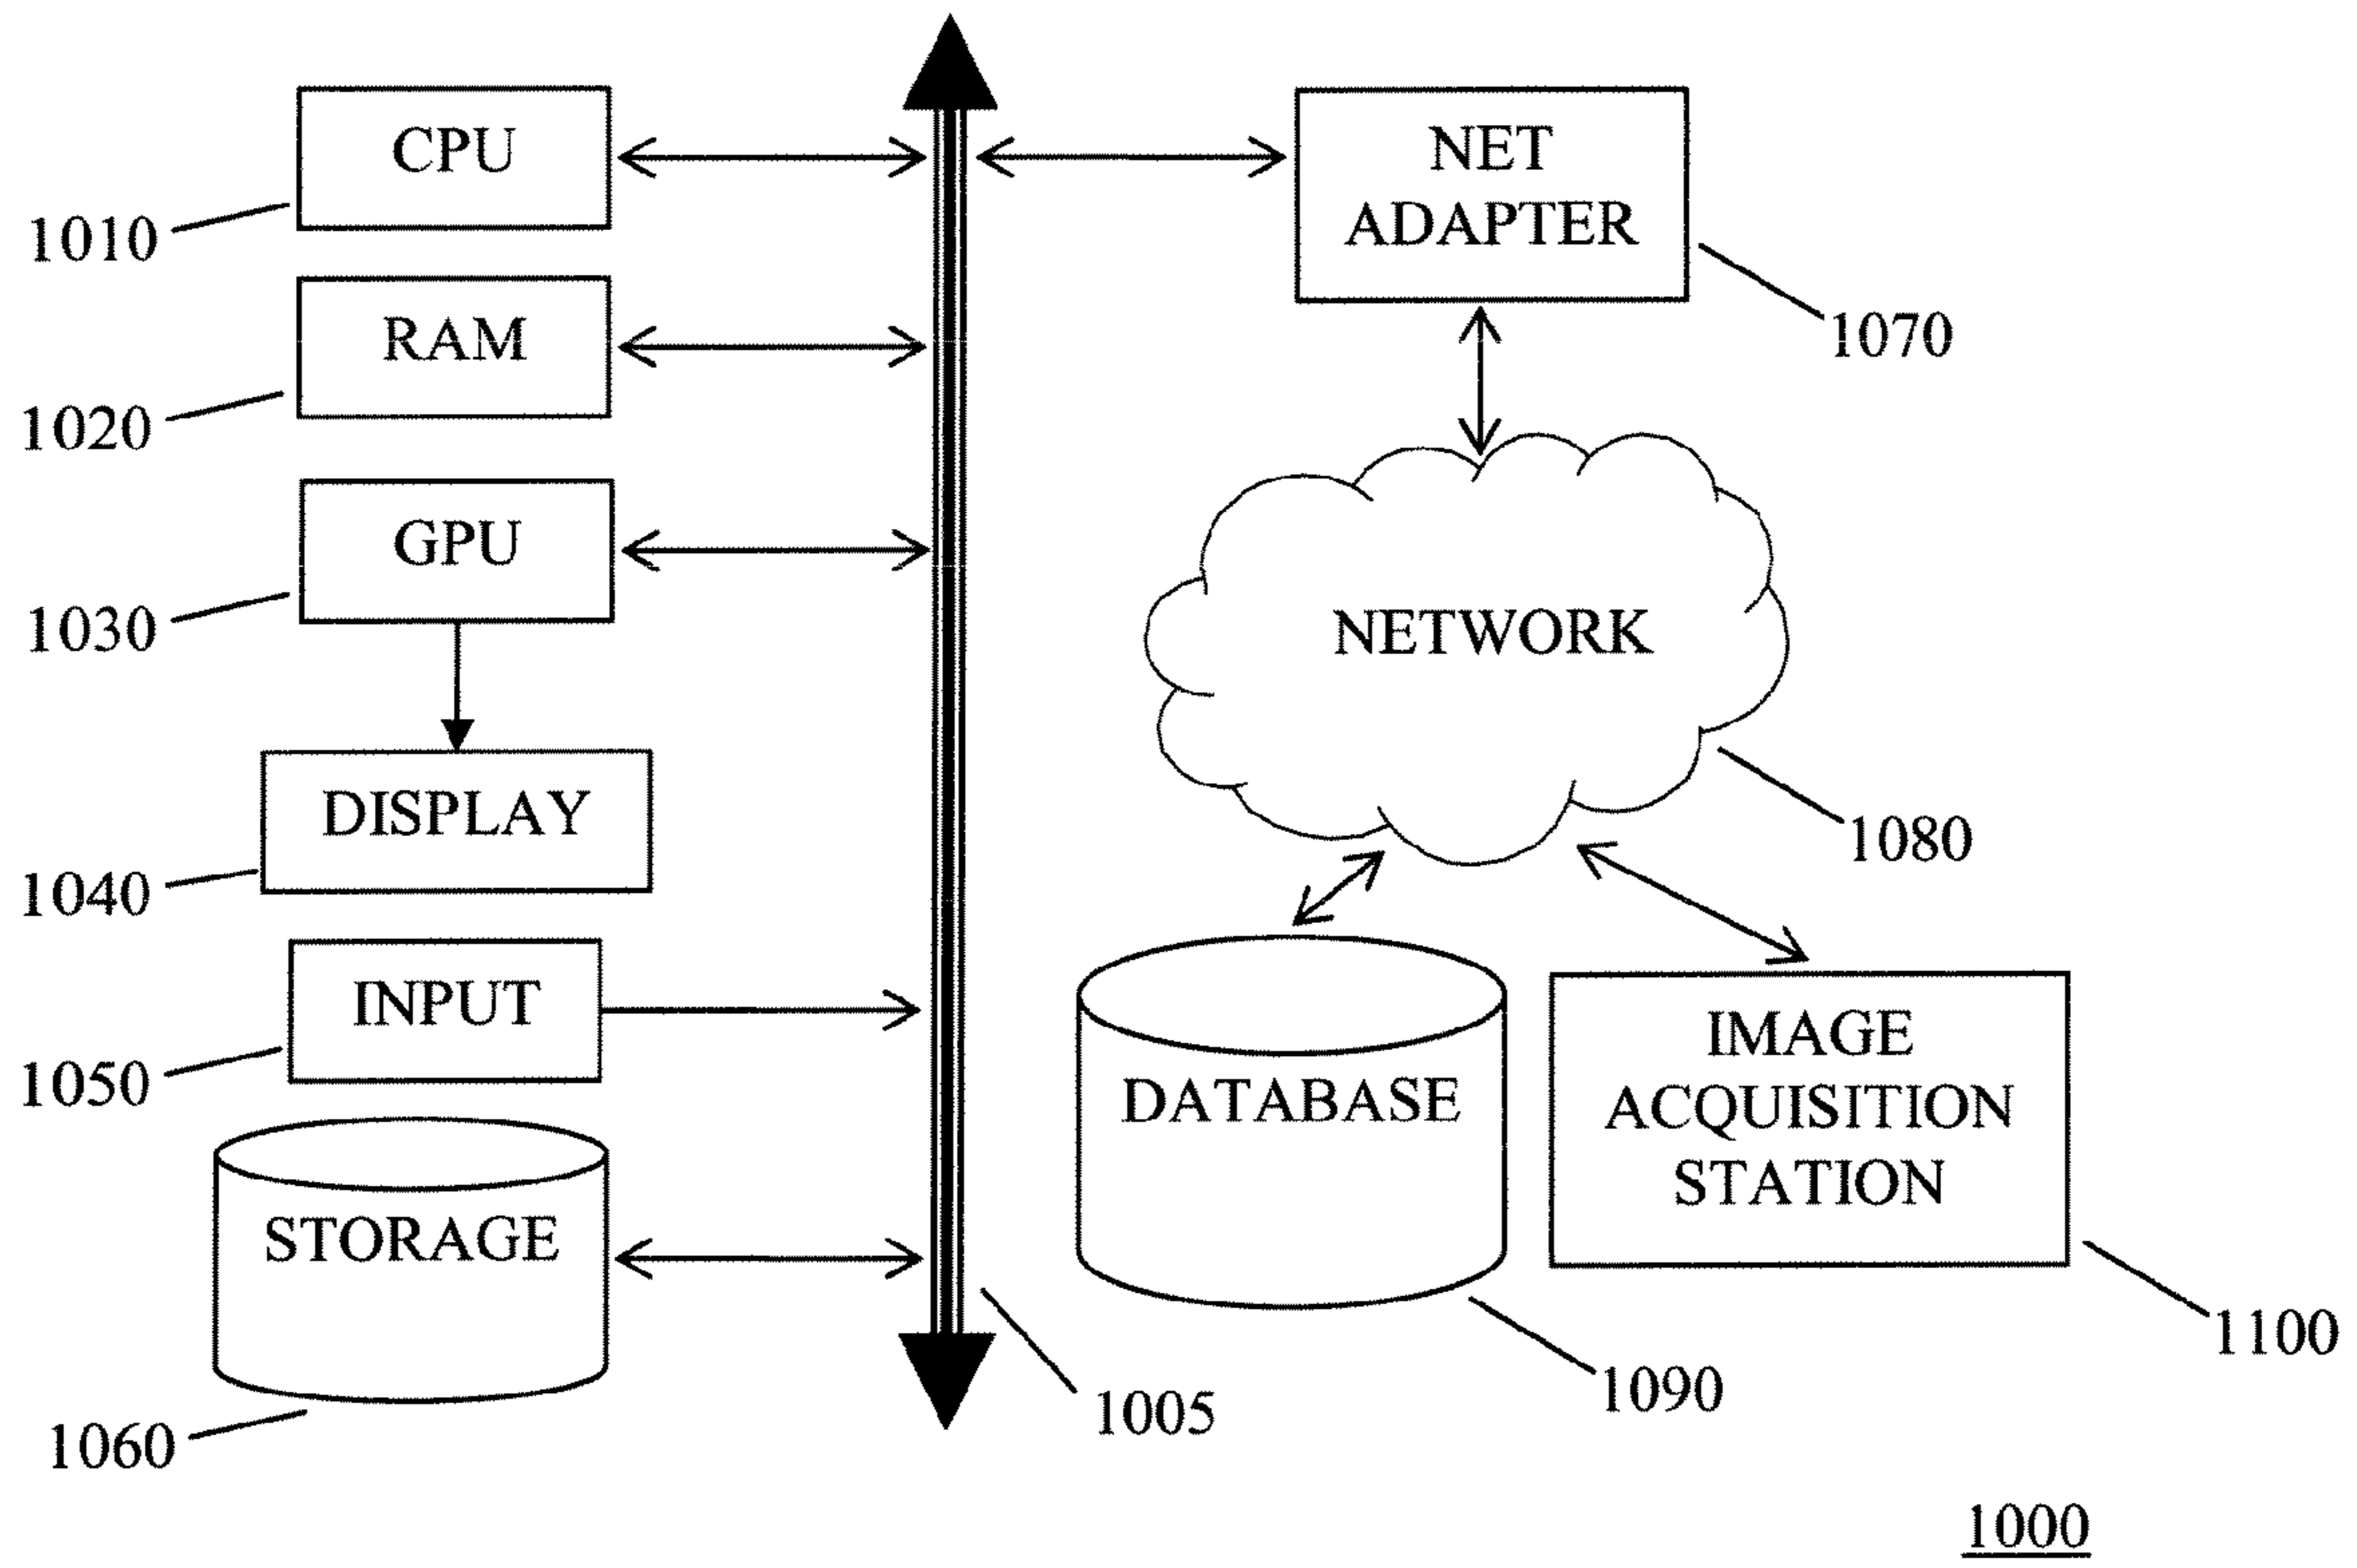 CPU
1010
RAM
1020
GPU
1030
DISPLAY
1040
INPUT
1050
STORAGE
1060
1005
NET
ADAPTER
1070
NETWORK
1080
DATABASE
1090
IMAGE
ACQUISITION
STATION
1100
1000